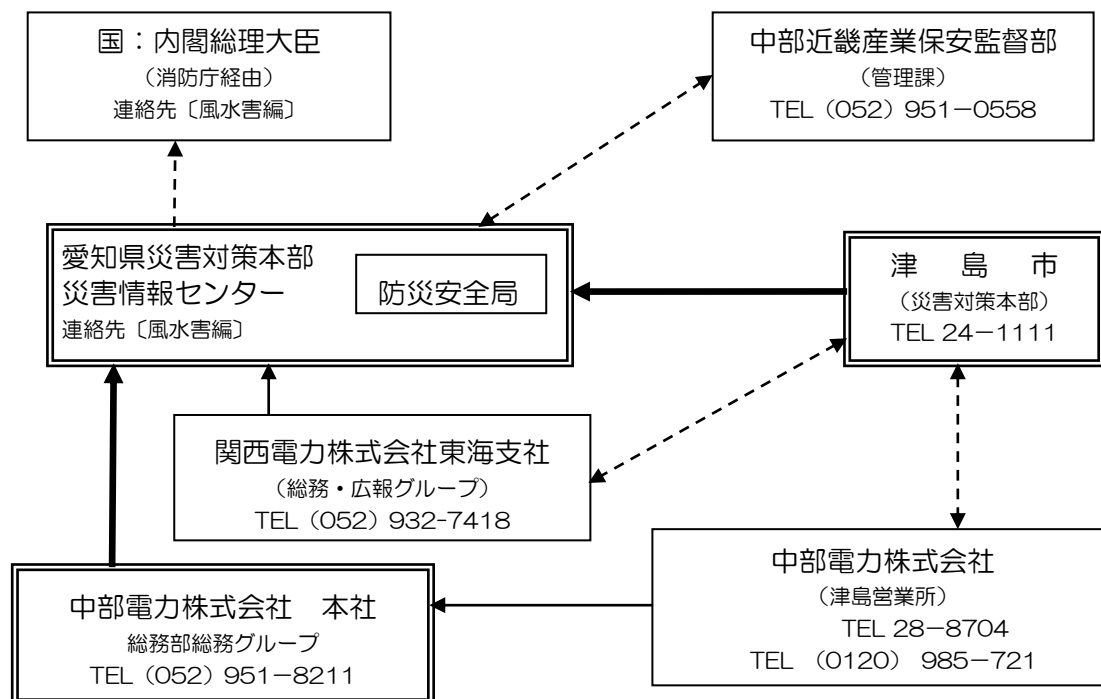 国：内閣総理大臣
（消防庁経由）
連絡先〔風水害編〕
中部近畿産業保安監督部
（管理課）
TEL（052）951－0558
愛知県災害対策本部
災害情報センター
連絡先〔風水害編〕
防災安全局
津　島　市
（災害対策本部）
TEL 24－1111
関西電力株式会社東海支社
（総務・広報グループ）
TEL（052）932-7418
中部電力株式会社　本社
総務部総務グループ
TEL（052）951－8211
中部電力株式会社
（津島営業所）
TEL 28－8704
TEL （0120） 985－721